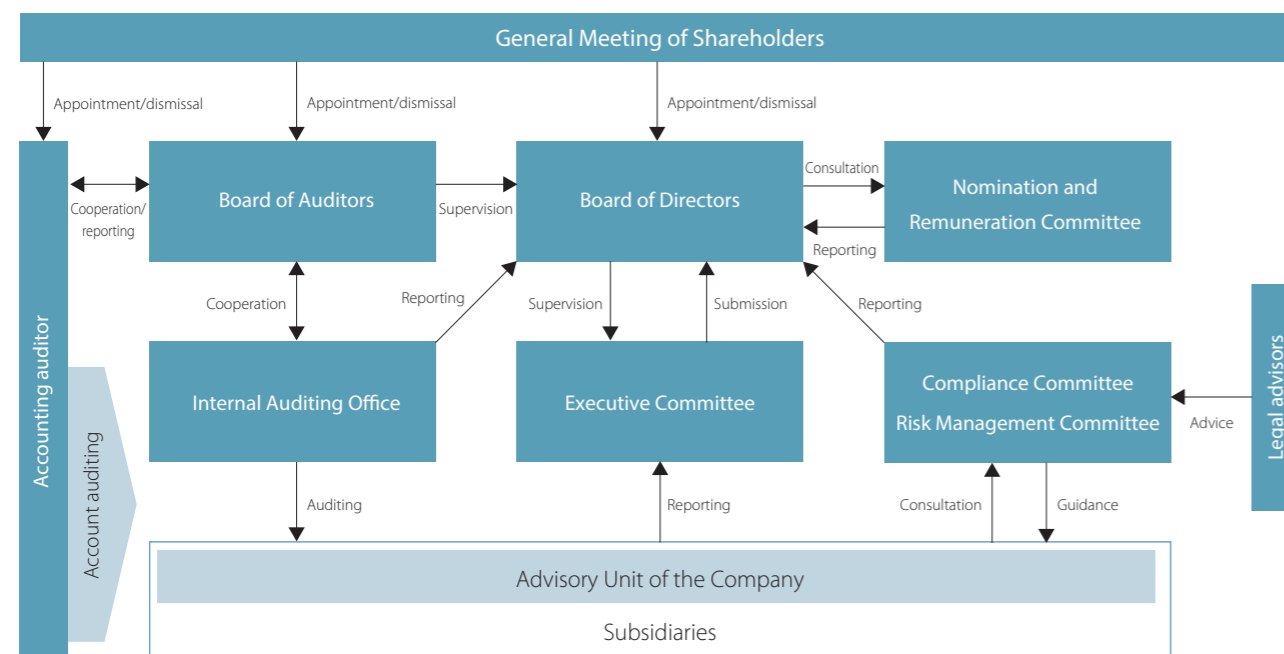 General Meeting of Shareholders
Appointment/dismissal
Appointment/dismissal
Appointment/dismissal
Accounting auditor
Cooperation/
reporting
Board of Auditors
Supervision
Board of Directors
Consultation
Reporting
Nomination and
Remuneration Committee
Cooperation
Reporting
Supervision
Submission
Reporting
Internal Auditing Office
Executive Committee
Compliance Committee
Risk Management Committee
Advice
Legal advisors
Account auditing
Auditing
Reporting
Consultation
Guidance
Advisory Unit of the Company
Subsidiaries